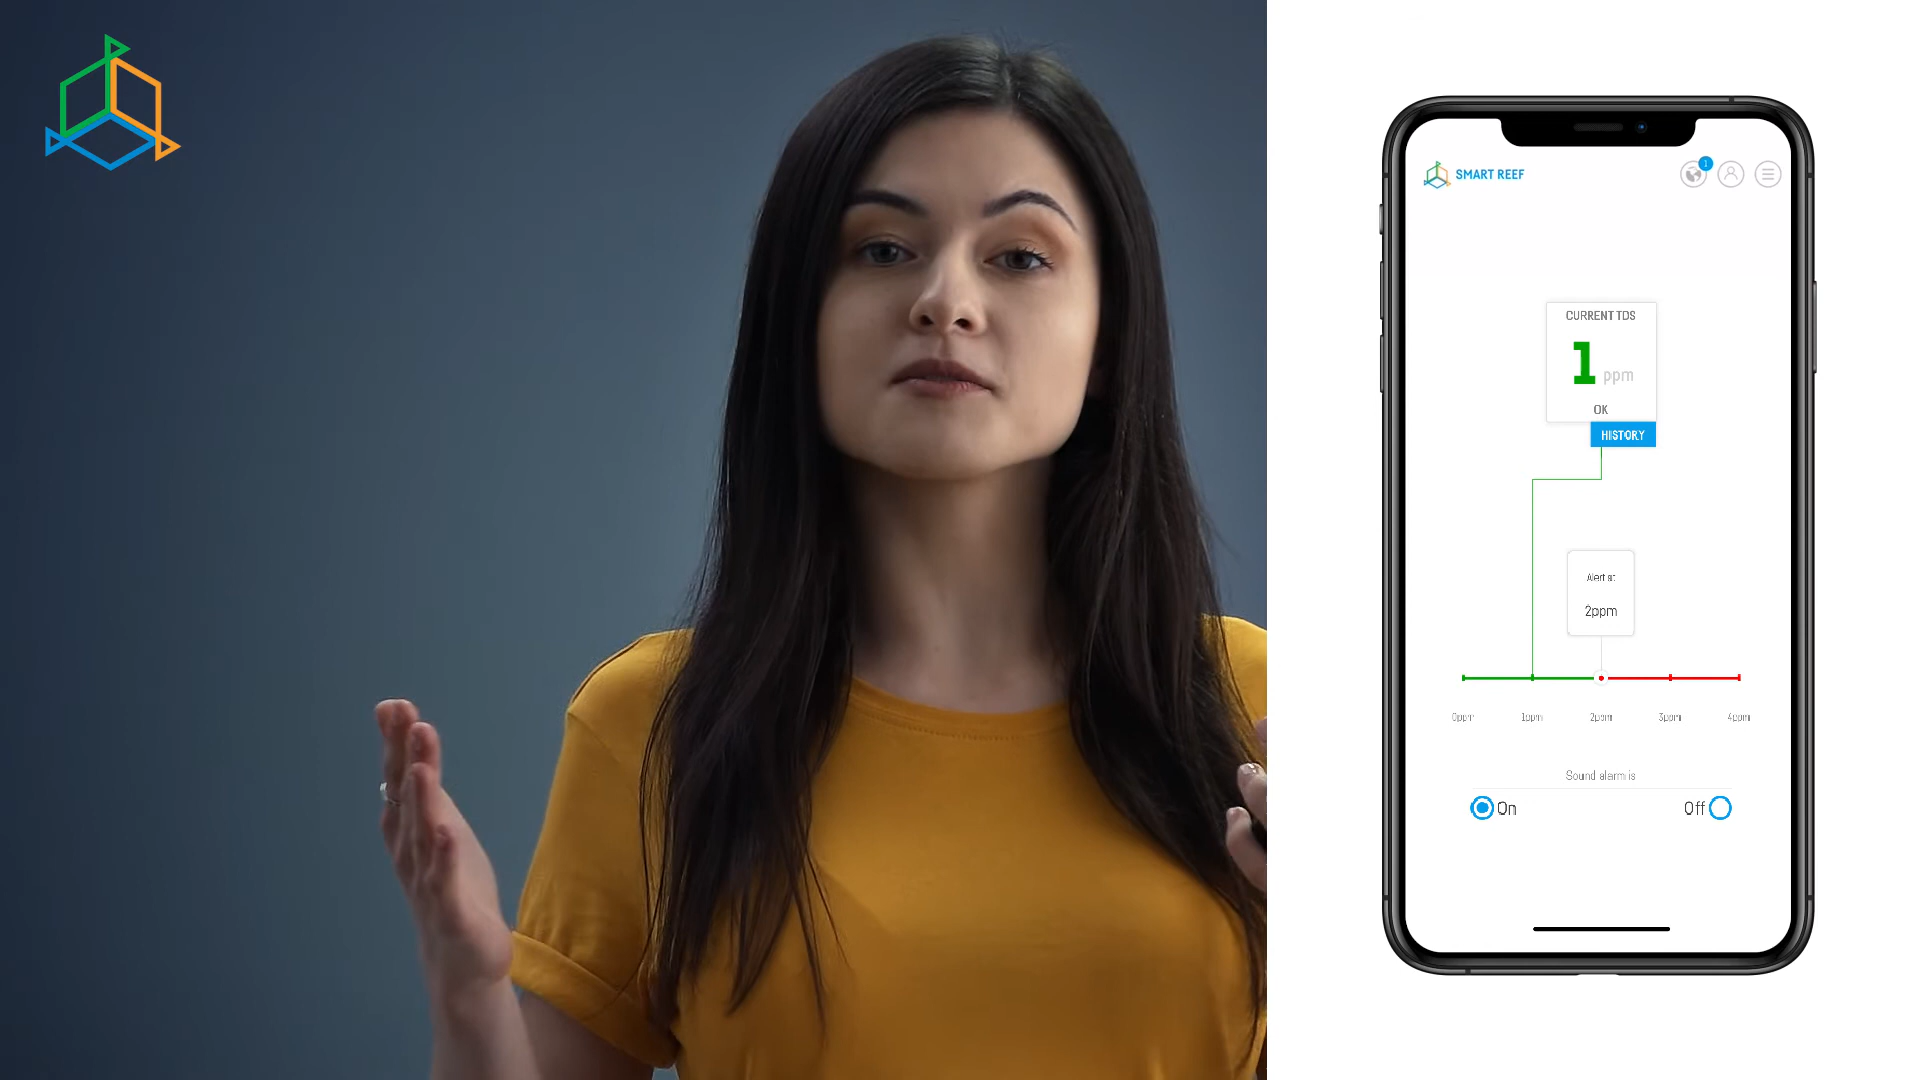 SMART REEF
1
CURRENT TDS
1 ppm
OK
HISTORY
Alert at
2ppm
0ppm 1ppm 2ppm 3ppm 4ppm
Sound alarm is
On Off